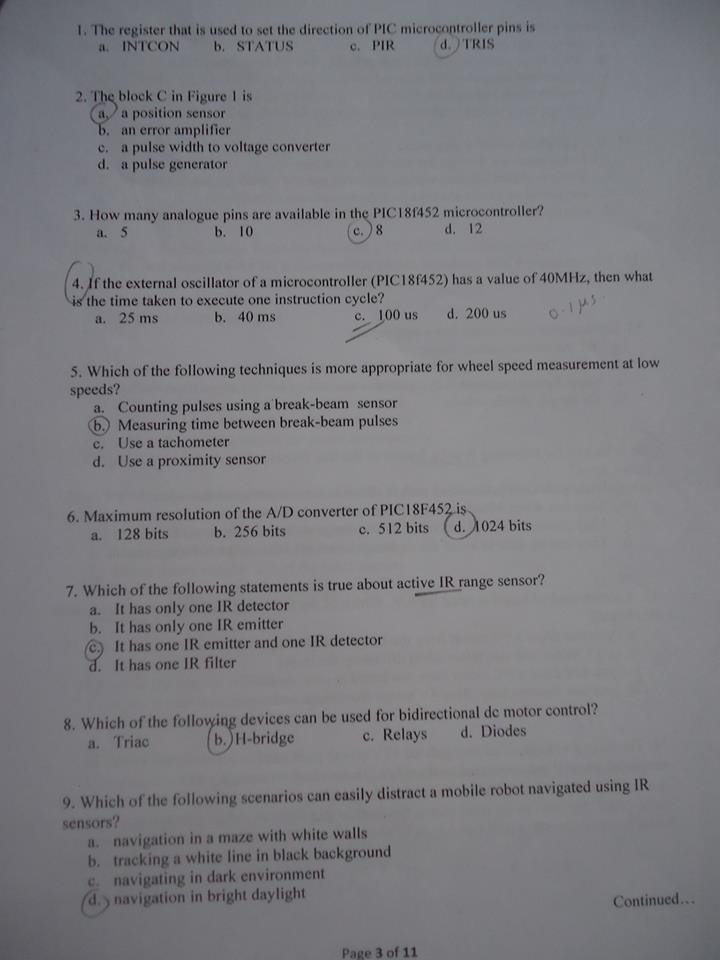 1. The register that is used to set the direction of PIC microcontroller pins is
a. INTCON b. STATUS c. PIR d. TRIS
2. The block C in Figure 1 is
a. a position sensor
b. an error amplifier
c. a pulse width to voltage converter
d. a pulse generator
3. How many analogue pins are available in the PIC18f452 microcontroller?
a. 5 b. 10 c. 8 d. 12
4. If the external oscillator of a microcontroller (PIC18f452) has a value of 40MHz, then what
is the time taken to execute one instruction cycle?
a. 25 ms b. 40 ms c. 100 us d. 200 us 0.1 µs.
5. Which of the following techniques is more appropriate for wheel speed measurement at low
speeds?
a. Counting pulses using a break-beam sensor
b. Measuring time between break-beam pulses
c. Use a tachometer
d. Use a proximity sensor
6. Maximum resolution of the A/D converter of PIC18F452 is
a. 128 bits b. 256 bits c. 512 bits d. 1024 bits
7. Which of the following statements is true about active IR range sensor?
a. It has only one IR detector
b. It has only one IR emitter
c. It has one IR emitter and one IR detector
d. It has one IR filter
8. Which of the following devices can be used for bidirectional dc motor control?
a. Triac b. H-bridge c. Relays d. Diodes
9. Which of the following scenarios can easily distract a mobile robot navigated using IR
sensors?
a. navigation in a maze with white walls
b. tracking a white line in black background
c. navigating in dark environment
d. navigation in bright daylight
Continued...
Page 3 of 11